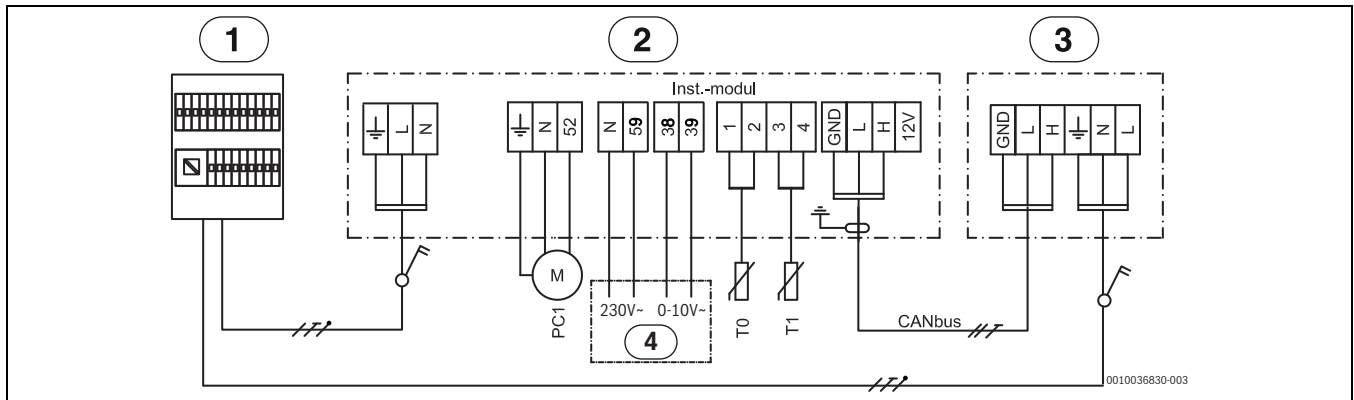 1
2
3
Inst.-modul
L
N
N
52
N
59
38
39
1
2
3
4
GND
L
H
12V
GND
L
H
N
L
M
PC1
230V~
0-10V~
4
T0
T1
CANbus
0010036830-003